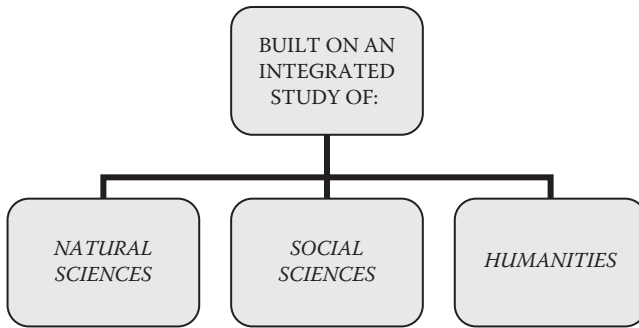 BUILT ON AN
INTEGRATED
STUDY OF:
NATURAL
SCIENCES
SOCIAL
SCIENCES
HUMANITIES